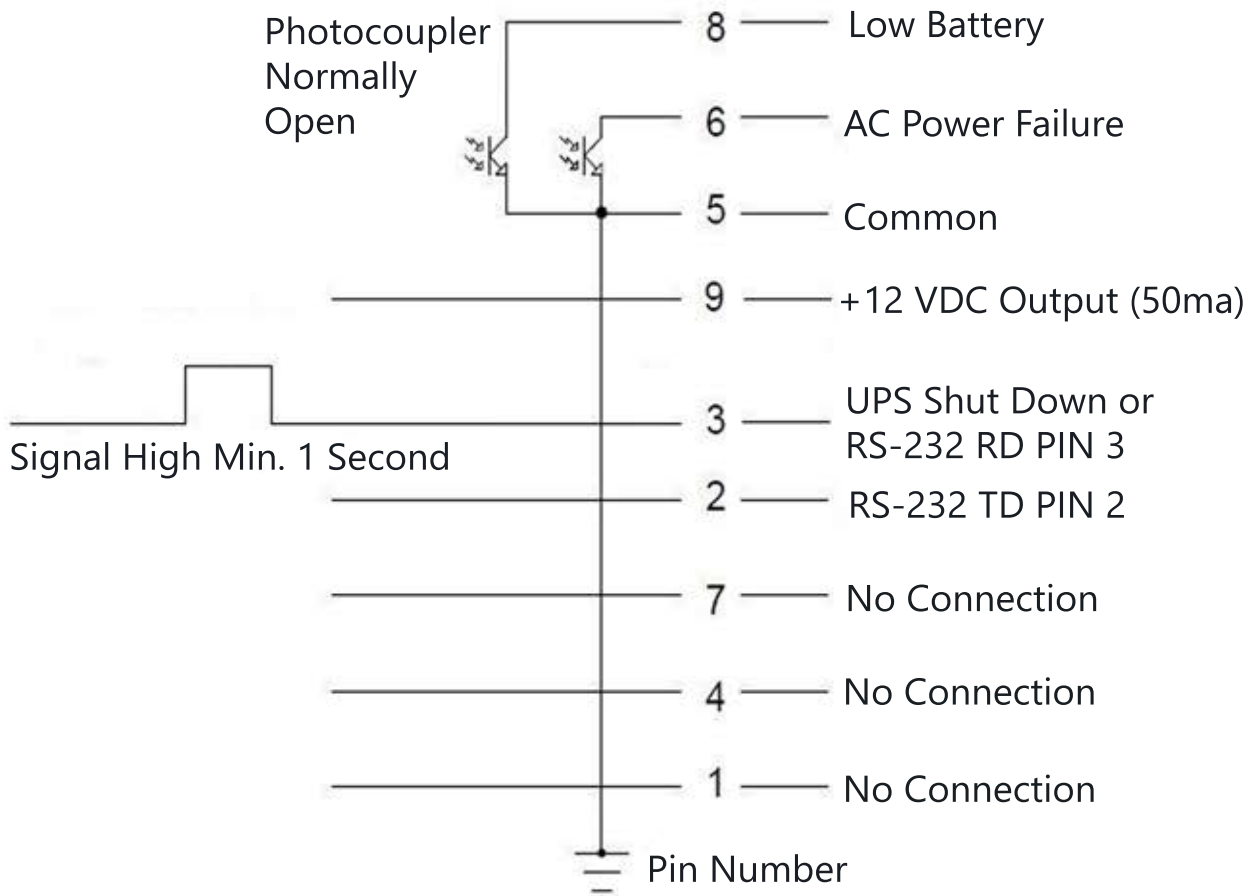 Photocoupler
Normally
Open
8 Low Battery
6 AC Power Failure
5 Common
9 +12 VDC Output (50ma)
Signal High Min. 1 Second
3 UPS Shut Down or
RS-232 RD PIN 3
2 RS-232 TD PIN 2
7 No Connection
4 No Connection
1 No Connection
Pin Number